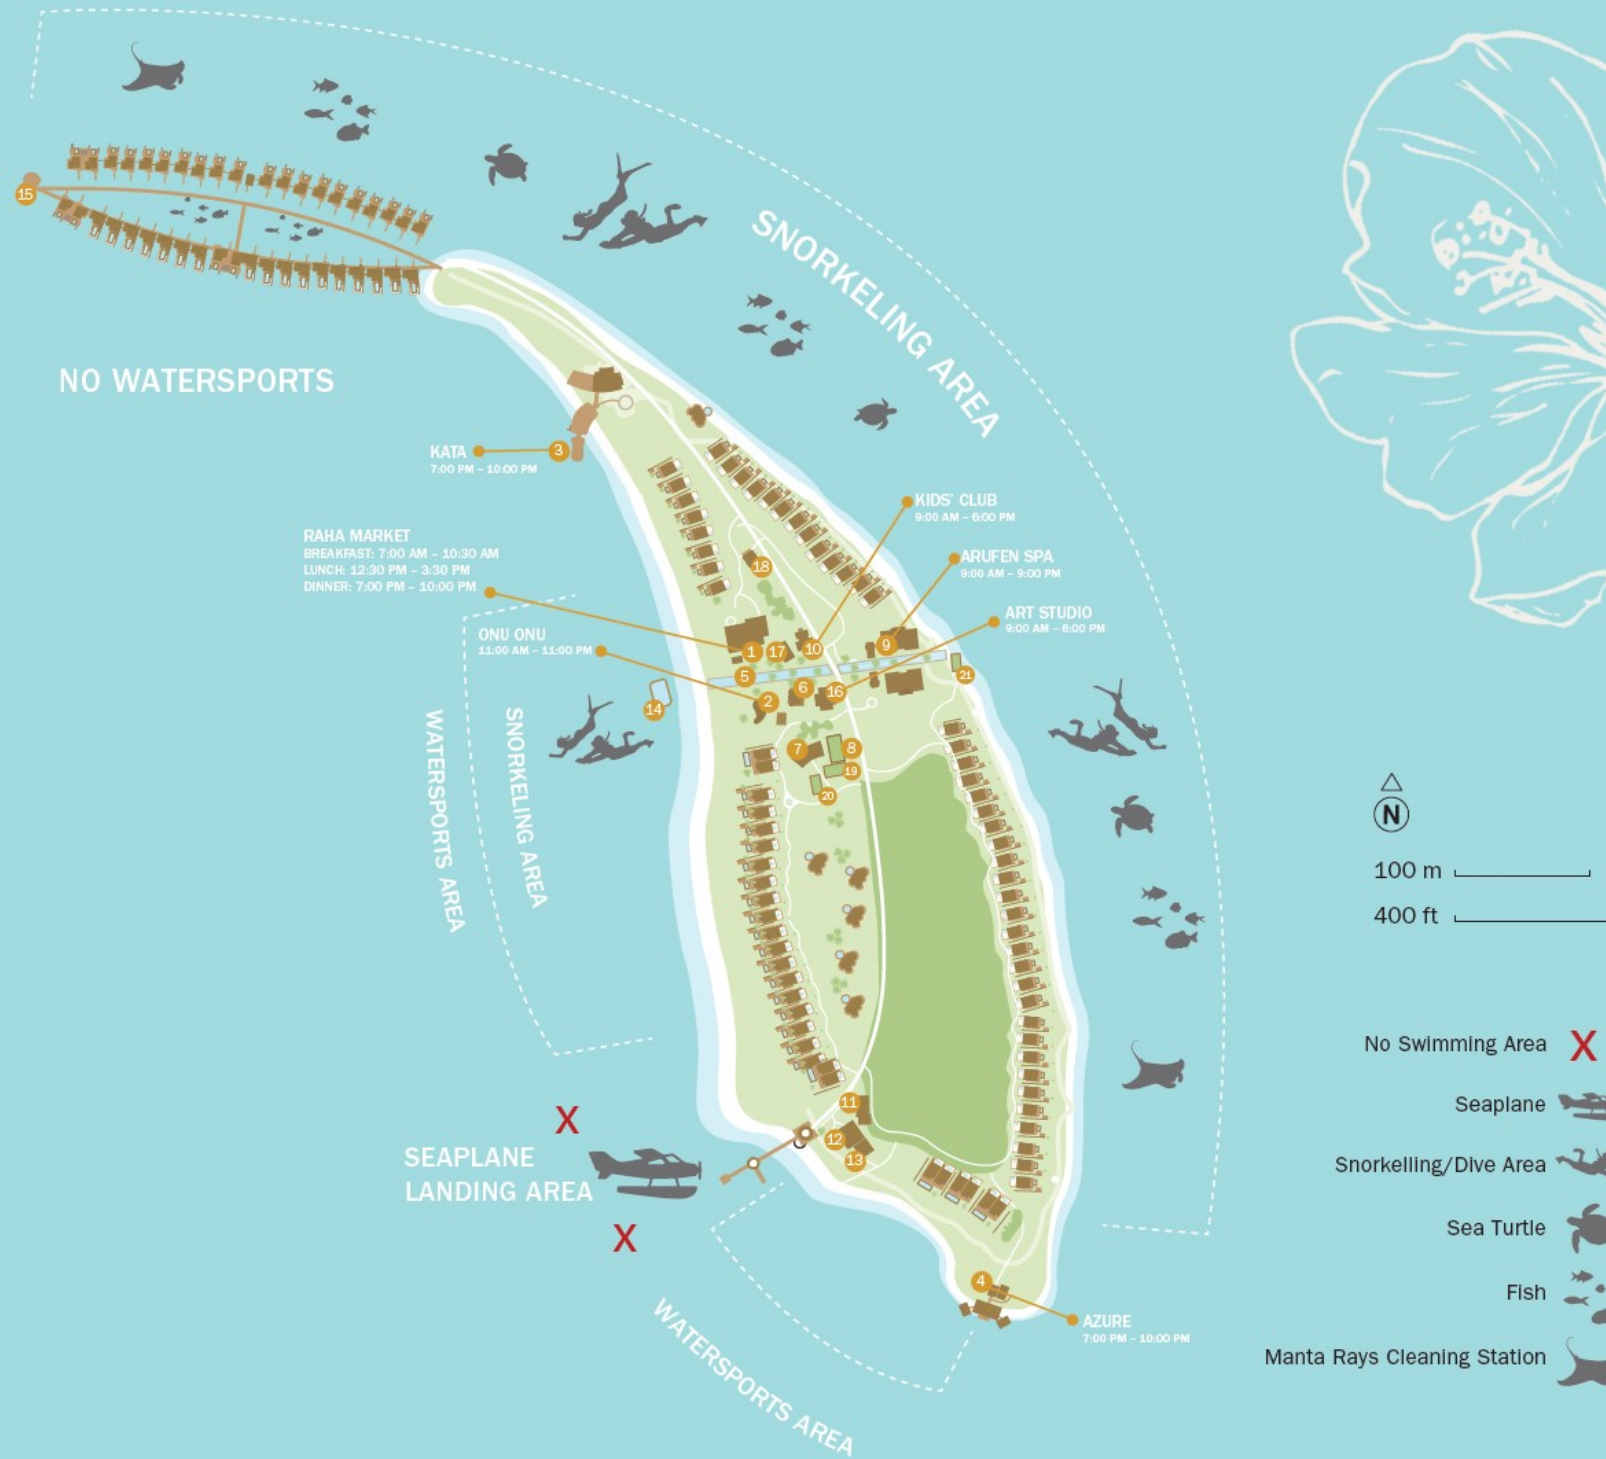 15
SNORKELING AREA
NO WATERSPORTS
KATA
7:00 PM – 10:00 PM
3
KIDS' CLUB
9:00 AM – 6:00 PM
RAHA MARKET
BREAKFAST: 7:00 AM – 10:30 AM
LUNCH: 12:30 PM – 3:30 PM
DINNER: 7:00 PM – 10:00 PM
ARUFEN SPA
9:00 AM – 9:00 PM
18
ART STUDIO
9:00 AM – 6:00 PM
ONU ONU
11:00 AM – 11:00 PM
1
17
10
9
5
21
6
16
2
14
7
8
19
20
WATERSPORTS AREA
SNORKELING AREA
N
100 m
400 ft
No Swimming Area X
Seaplane
Snorkelling/Dive Area
Sea Turtle
Fish
Manta Rays Cleaning Station
11
X
12
13
SEAPLANE
LANDING AREA
X
4
AZURE
7:00 PM – 10:00 PM
WATERSPORTS AREA